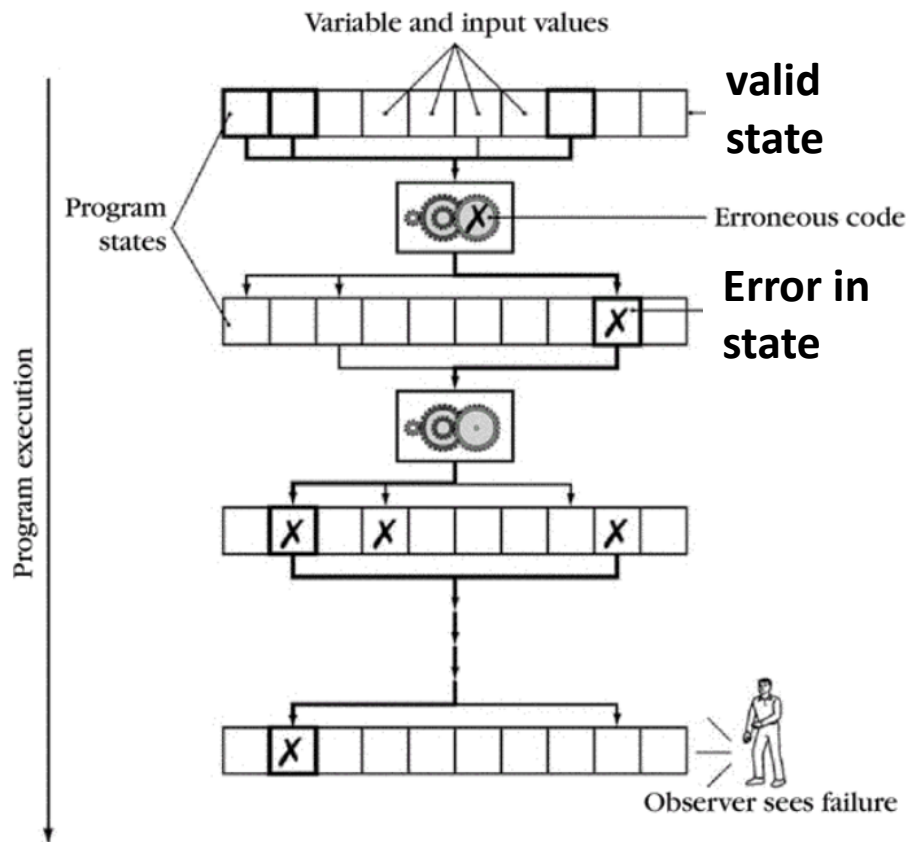 Variable and input values
valid
state
Program
states
Erroneous code
Error in
state
Program execution
Observer sees failure